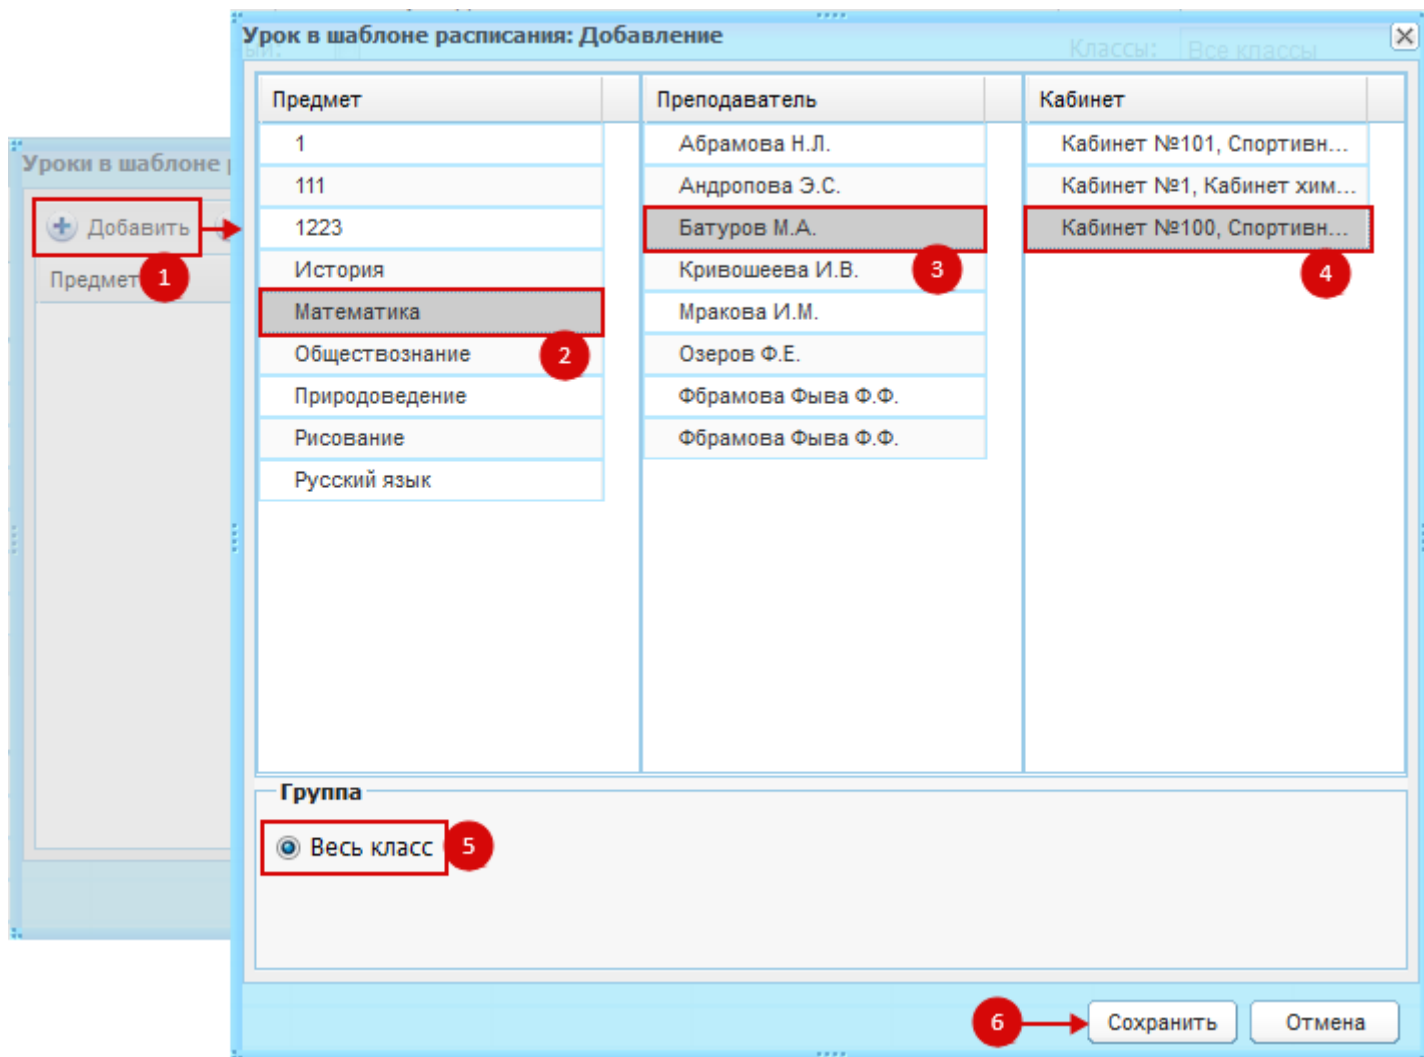 Урок в шаблоне расписания: Добавление
ый:
Классы: Все классы
Уроки в шаблоне
Добавить
1
Предмет
Предмет
1
111
1223
История
Математика
2
Обществознание
Природоведение
Рисование
Русский язык
Преподаватель
Абрамова Н.Л.
Андропова Э.С.
Батуров М.А.
3
Кривошеева И.В.
Мракова И.М.
Озеров Ф.Е.
Фбрамова Фыва Ф.Ф.
Фбрамова Фыва Ф.Ф.
Кабинет
Кабинет №101, Спортивн...
Кабинет №1, Кабинет хим...
Кабинет №100, Спортивн...
4
Группа
Весь класс
5
6
Сохранить
Отмена